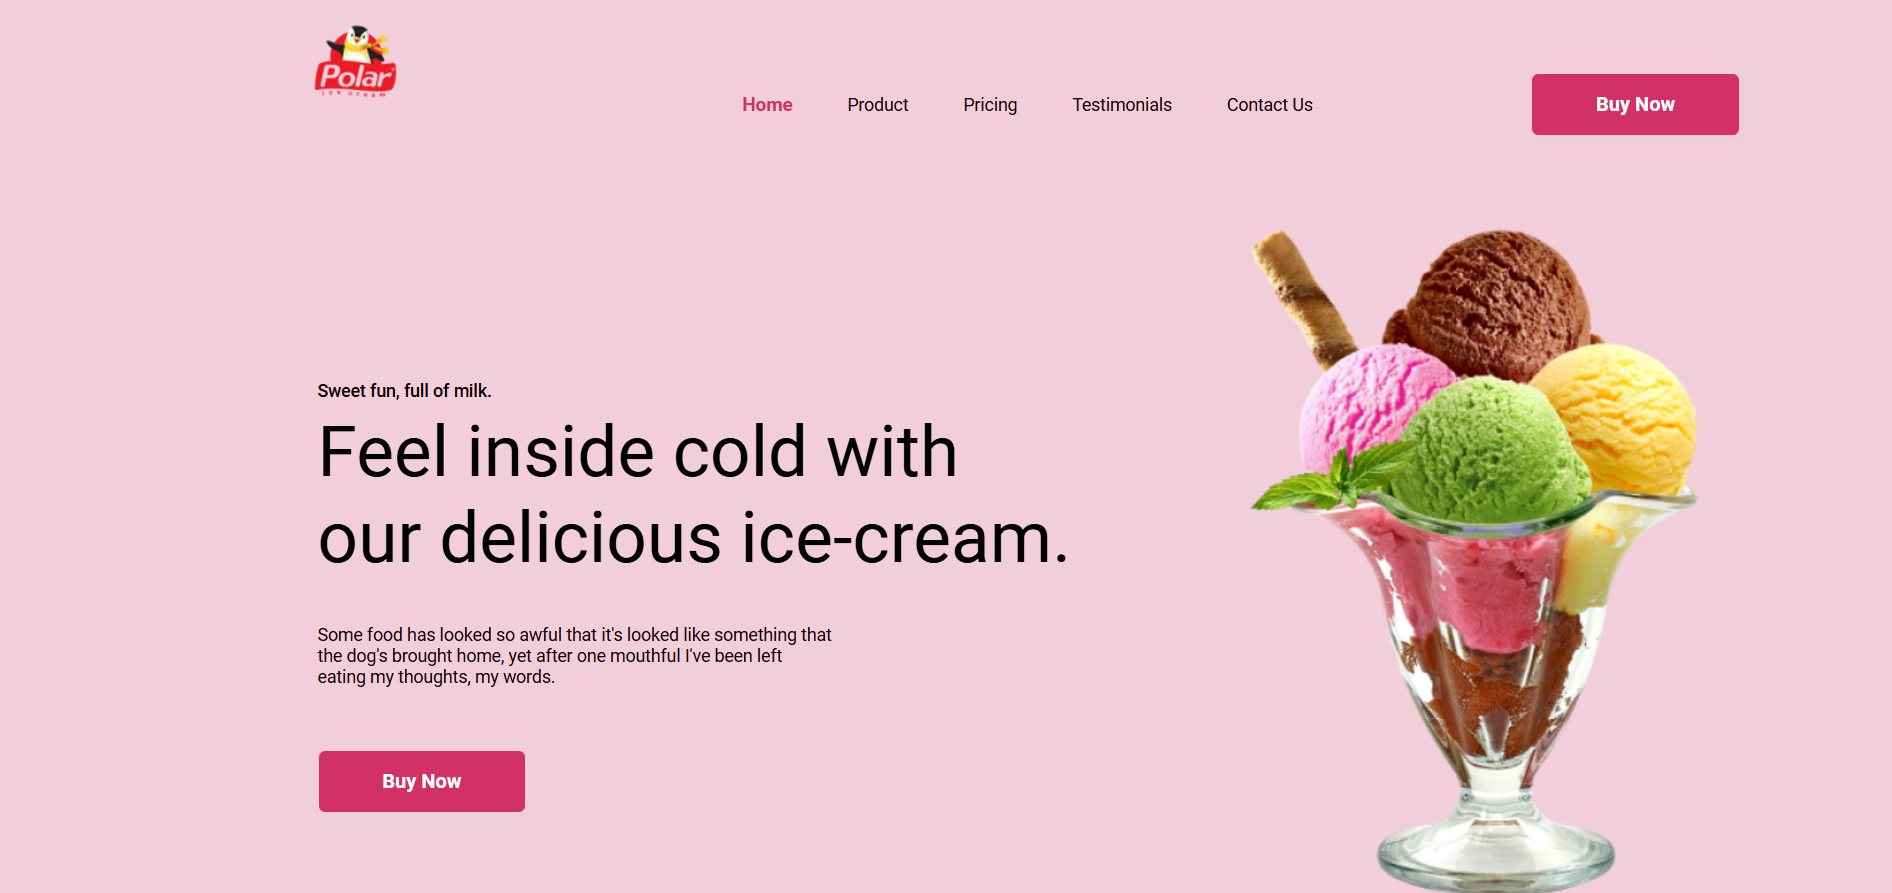 Polar
ice cream
Home Product Pricing Testimonials Contact Us Buy Now
Sweet fun, full of milk.
Feel inside cold with
our delicious ice-cream.
Some food has looked so awful that it's looked like something that
the dog's brought home, yet after one mouthful I've been left
eating my thoughts, my words.
Buy Now